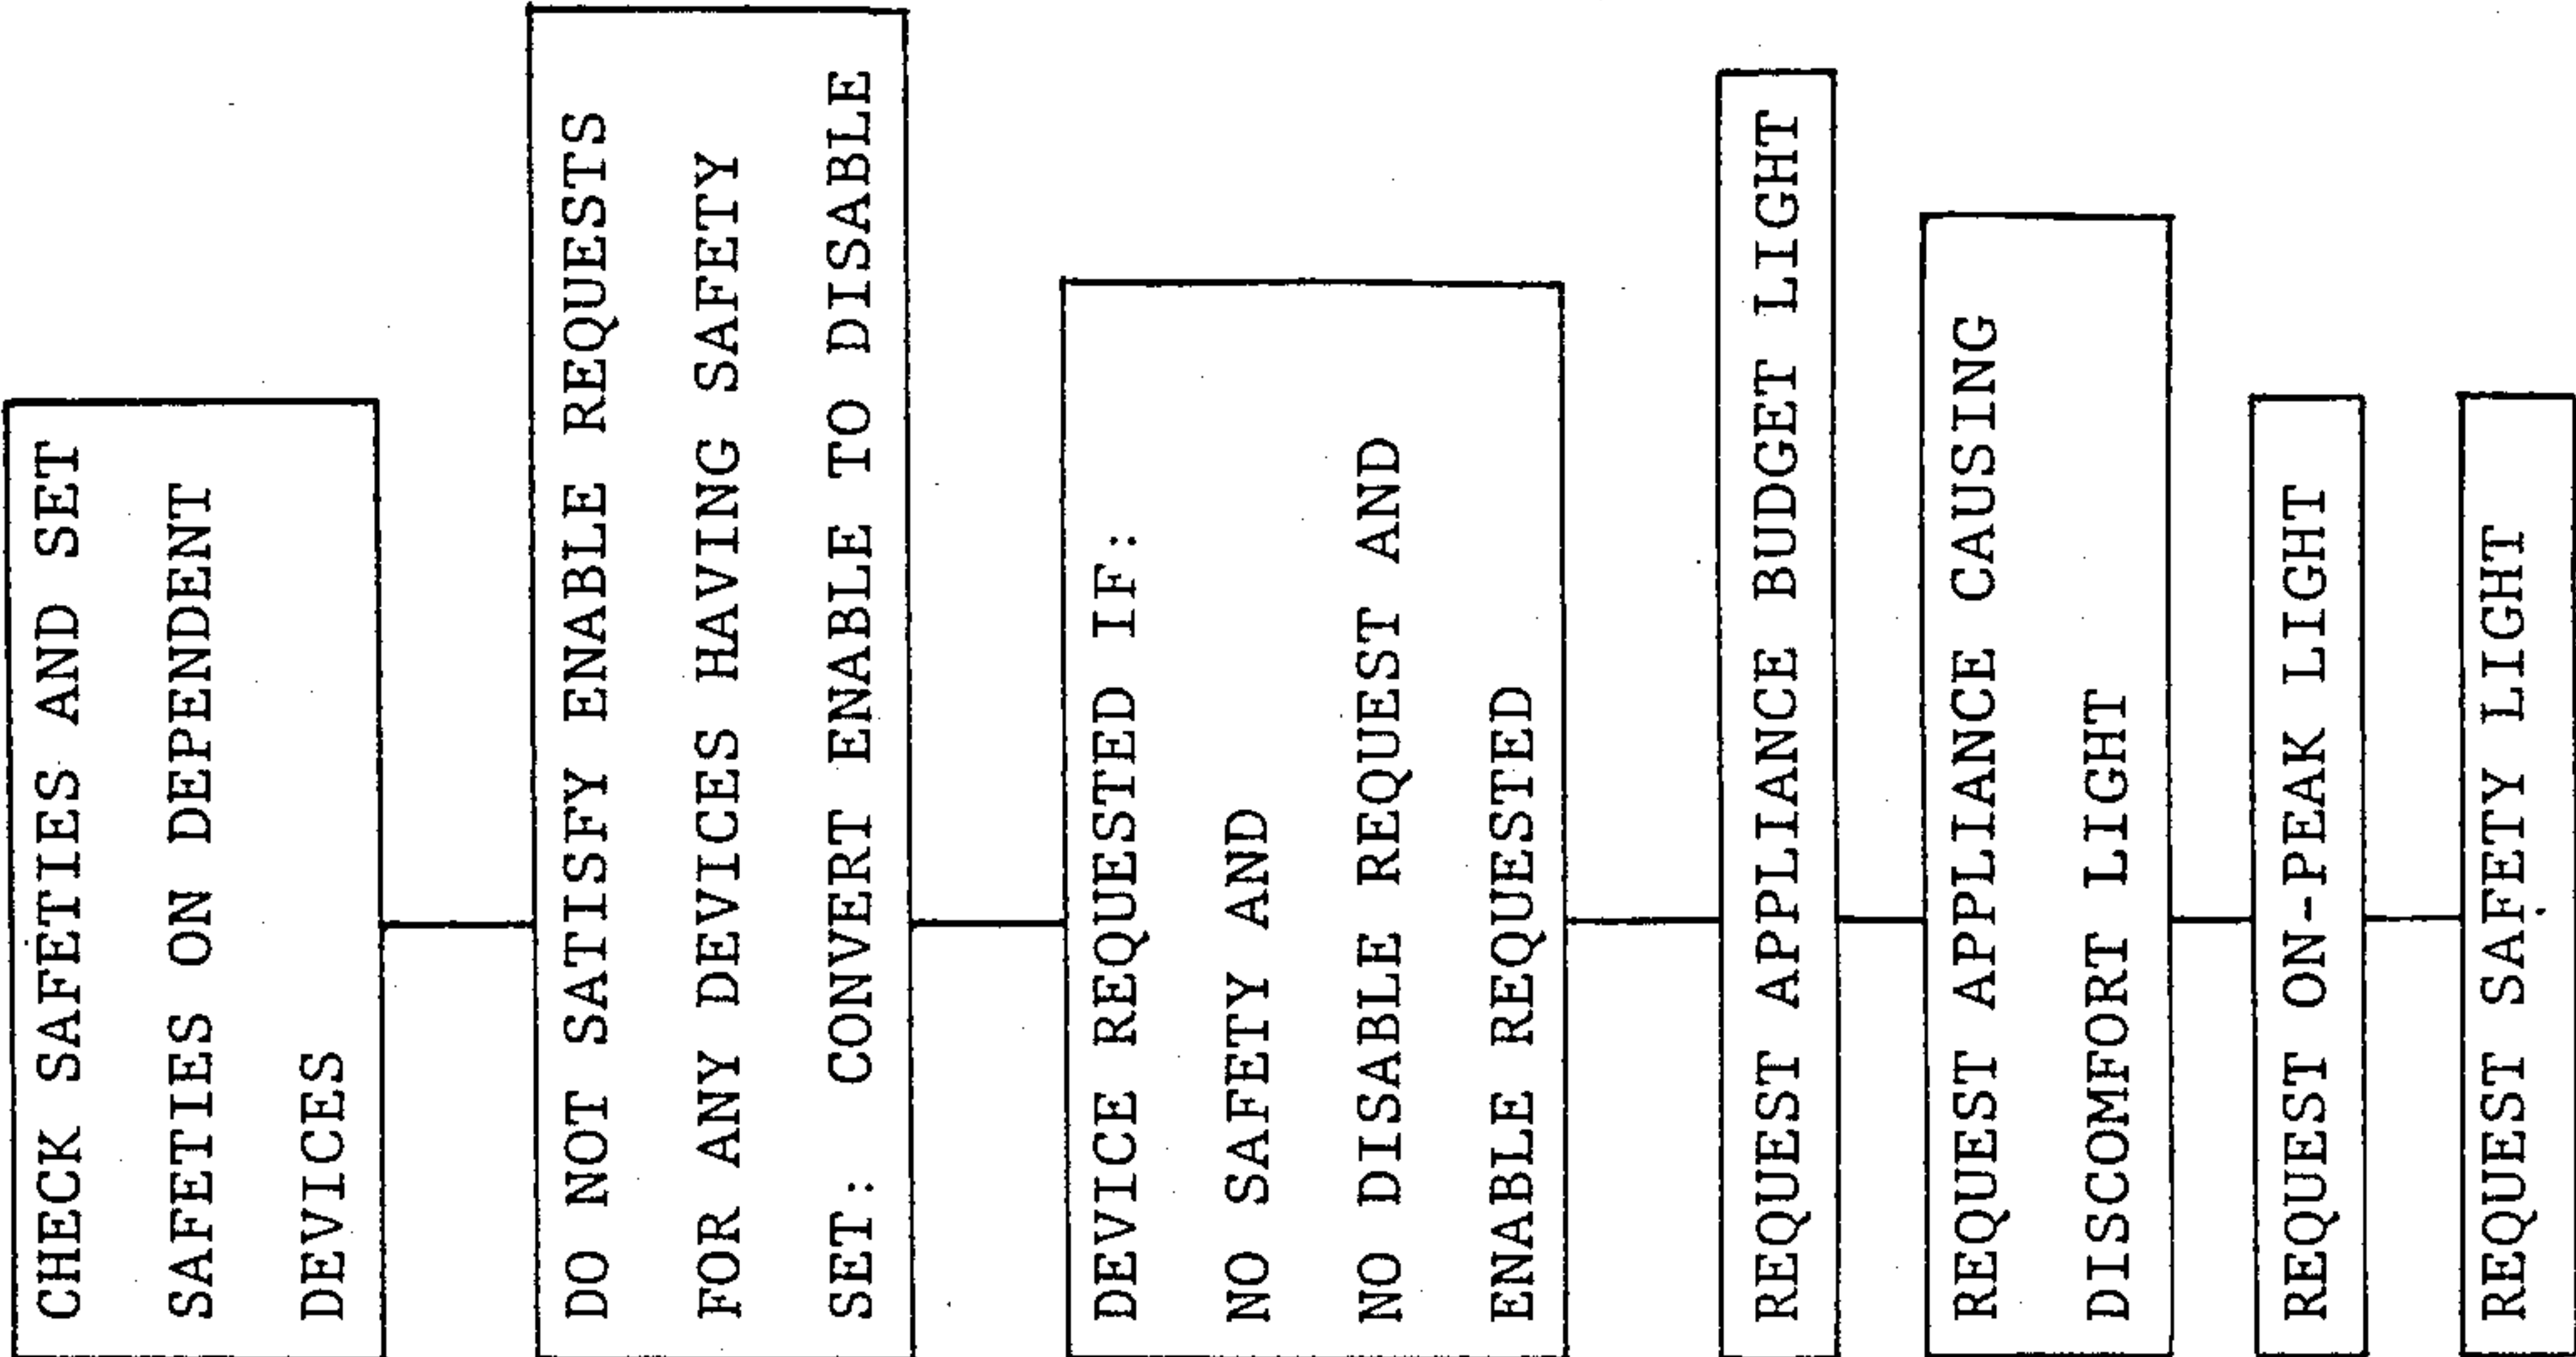 CHECK SAFETIES AND SET
SAFETIES ON DEPENDENT
DEVICES
DO NOT SATISFY ENABLE REQUESTS
FOR ANY DEVICES HAVING SAFETY
SET: CONVERT ENABLE TO DISABLE
DEVICE REQUESTED IF:
NO SAFETY AND
NO DISABLE REQUEST AND
ENABLE REQUESTED
REQUEST APPLIANCE BUDGET LIGHT
REQUEST APPLIANCE CAUSING
DISCOMFORT LIGHT
REQUEST ON-PEAK LIGHT
REQUEST SAFETY LIGHT